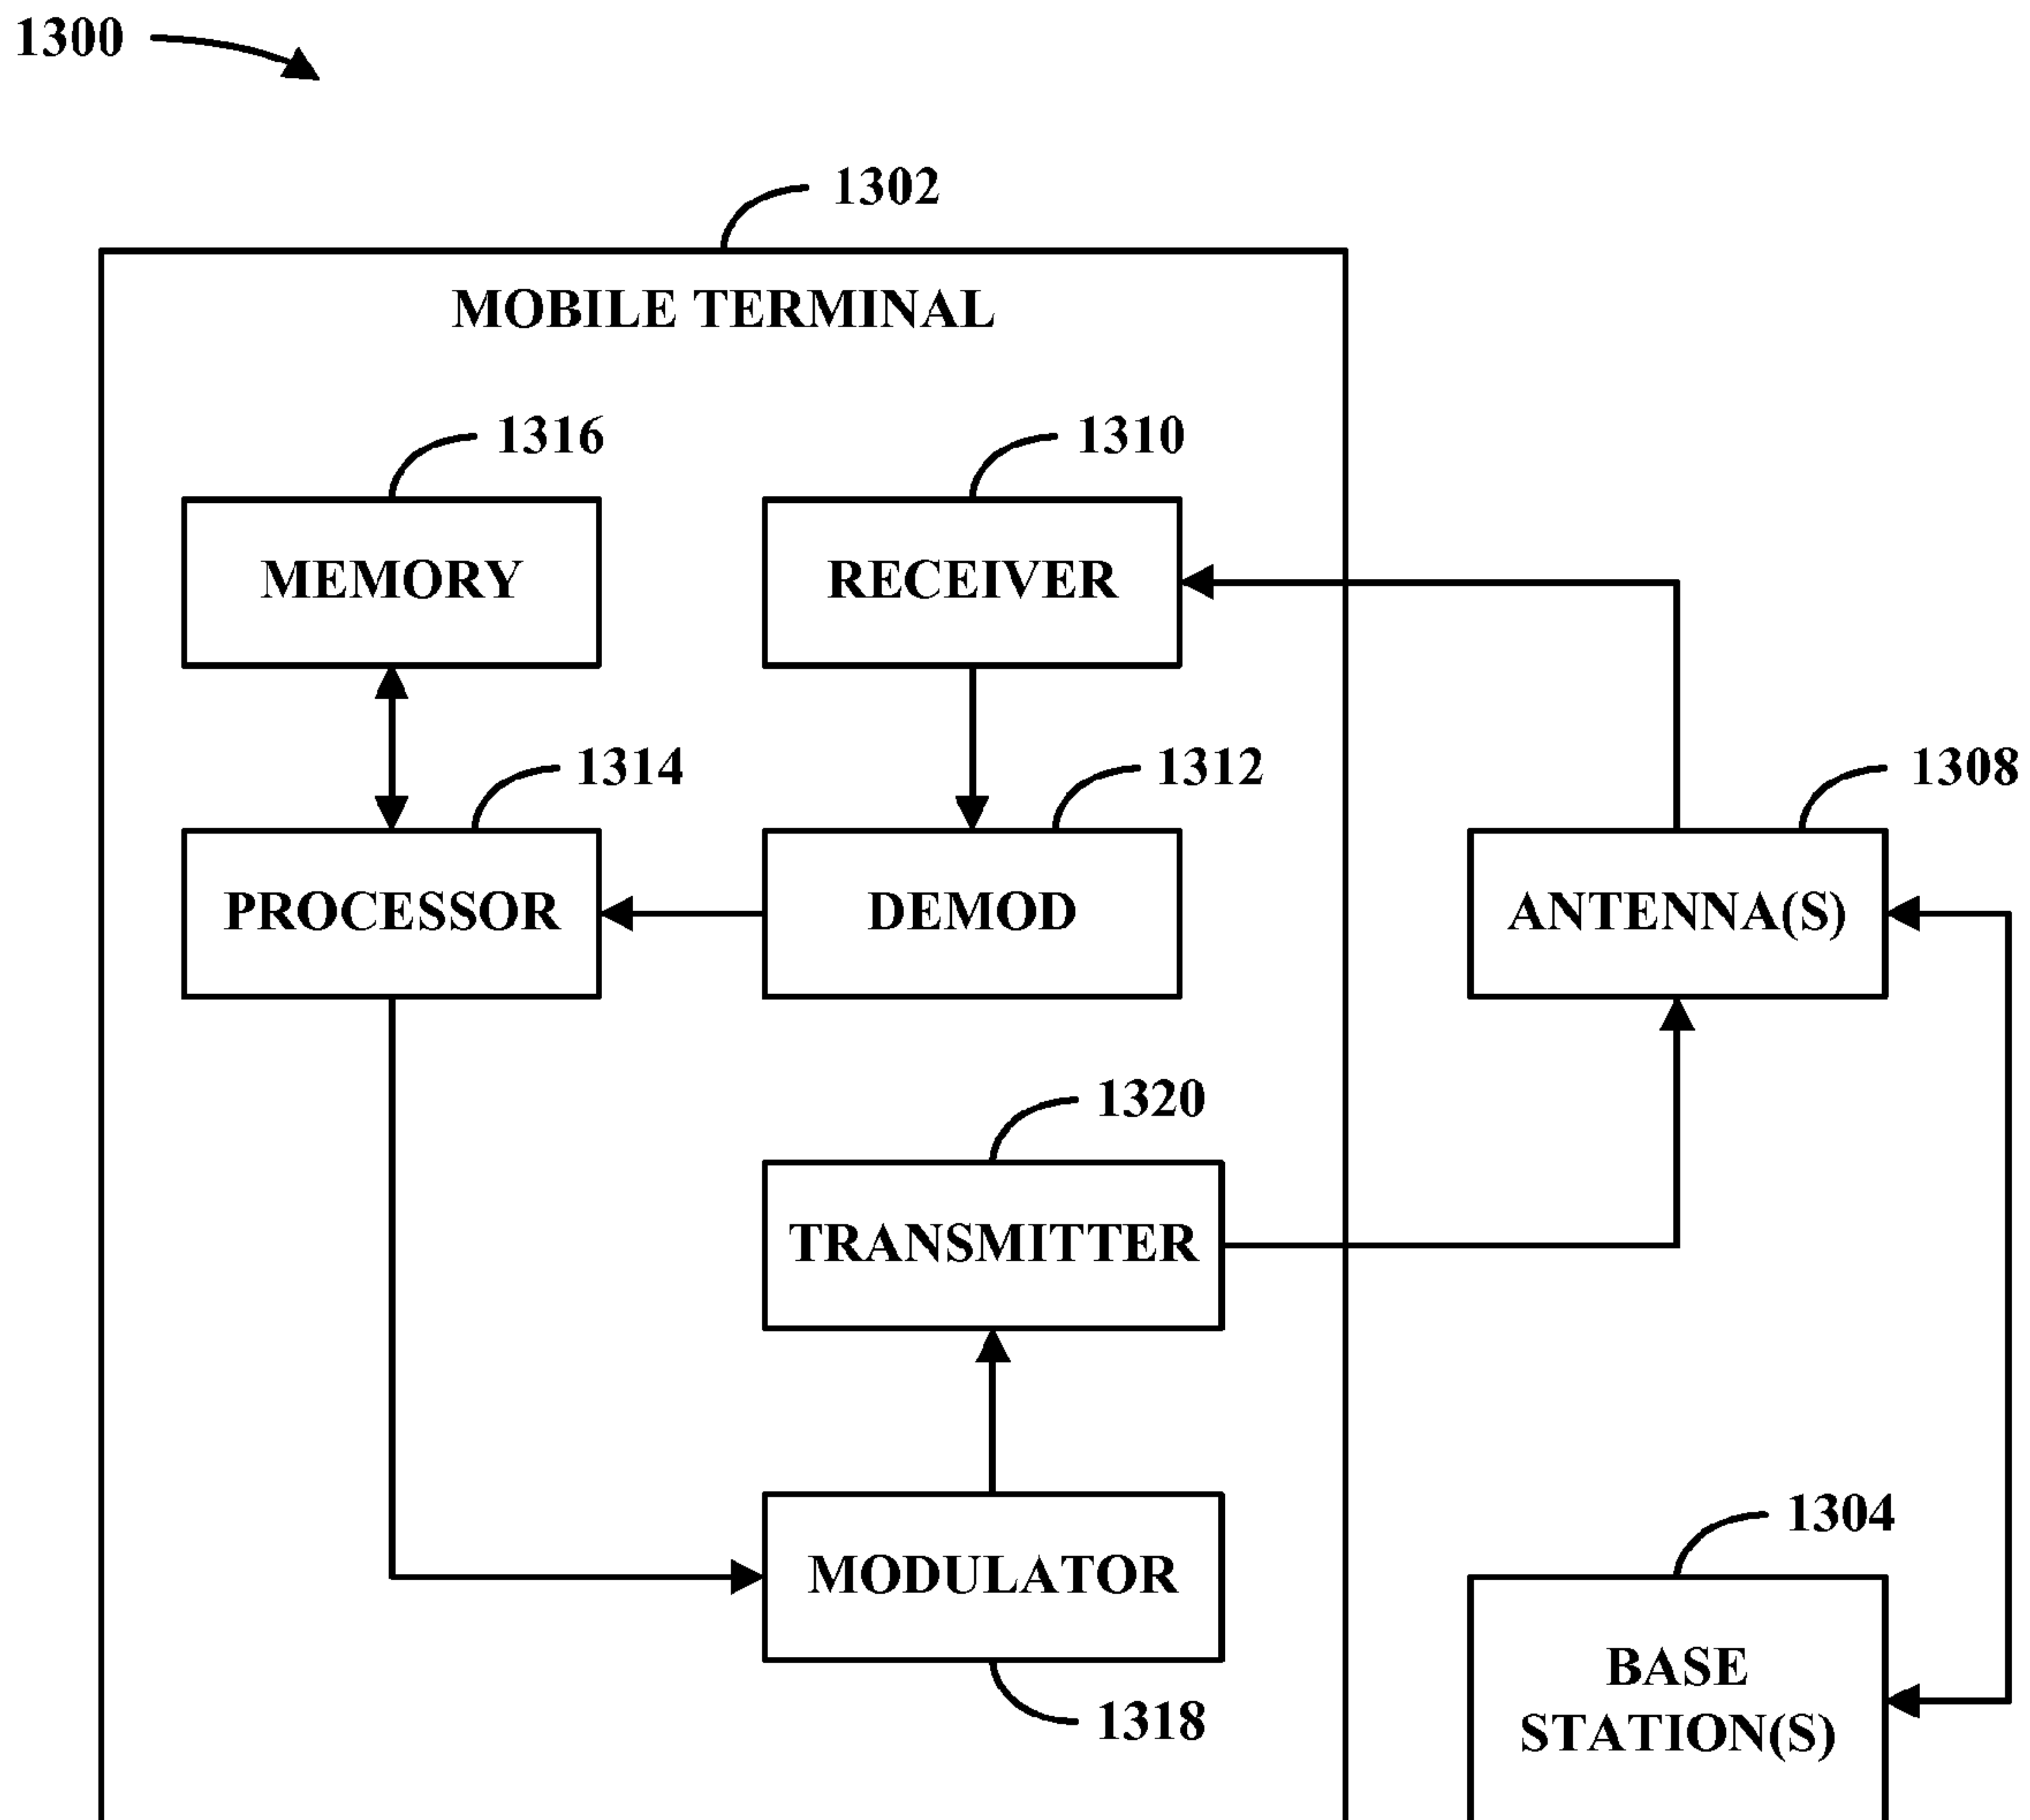 1300
1302
MOBILE TERMINAL
1316
1310
MEMORY
RECEIVER
1314
1312
1308
PROCESSOR
DEMOD
ANTENNA(S)
1320
TRANSMITTER
1304
MODULATOR
BASE
STATION(S)
1318